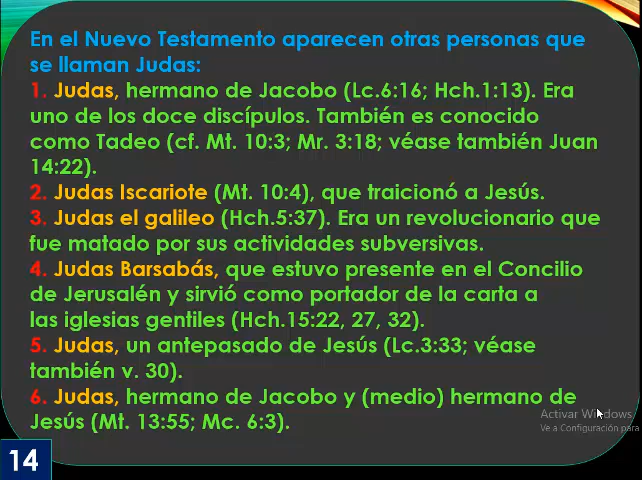 En el Nuevo Testamento aparecen otras personas que
se llaman Judas:
1. Judas, hermano de Jacobo (Lc.6:16; Hch.1:13). Era
uno de los doce discípulos. También es conocido
como Tadeo (cf. Mt. 10:3; Mr. 3:18; véase también Juan
14:22).
2. Judas Iscariote (Mt. 10:4), que traicionó a Jesús.
3. Judas el galileo (Hch.5:37). Era un revolucionario que
fue matado por sus actividades subversivas.
4. Judas Barsabás, que estuvo presente en el Concilio
de Jerusalén y sirvió como portador de la carta a
las iglesias gentiles (Hch.15:22, 27, 32).
5. Judas, un antepasado de Jesús (Lc.3:33; véase
también v. 30).
6. Judas, hermano de Jacobo y (medio) hermano de
Jesús (Mt. 13:55; Mc. 6:3).
Activar Windows
Ve a Configuración para
14